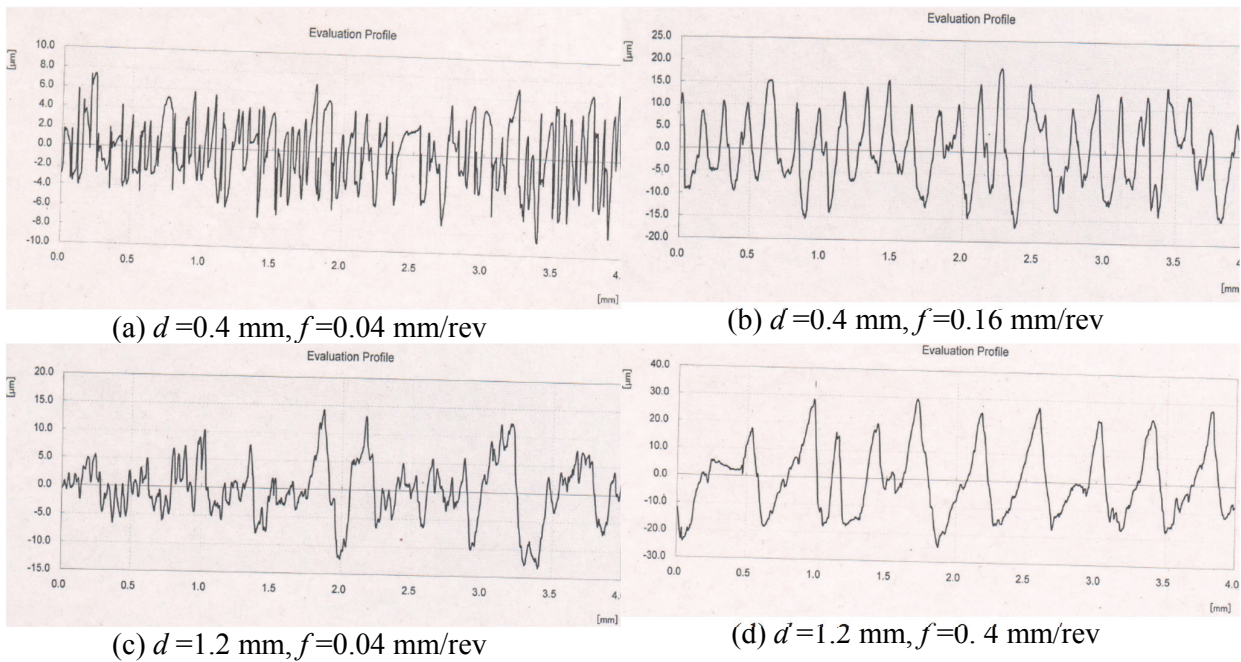 Evaluation Profile
[μm]
10.0
8.0
6.0
4.0
2.0
0.0
-2.0
-4.0
-6.0
-8.0
-10.0
0.0 0.5 1.0 1.5 2.0 2.5 3.0 3.5 4.
[mm]
(a) d =0.4 mm, f =0.04 mm/rev
Evaluation Profile
[μm]
25.0
20.0
15.0
10.0
5.0
0.0
-5.0
-10.0
-15.0
-20.0
0.0 0.5 1.0 1.5 2.0 2.5 3.0 3.5 4.
[mm
(b) d =0.4 mm, f =0.16 mm/rev
Evaluation Profile
[μm]
20.0
15.0
10.0
5.0
0.0
-5.0
-10.0
-15.0
0.0 0.5 1.0 1.5 2.0 2.5 3.0 3.5 4.
[mm]
(c) d =1.2 mm, f =0.04 mm/rev
Evaluation Profile
[μm]
40.0
30.0
20.0
10.0
0.0
-10.0
-20.0
-30.0
0.0 0.5 1.0 1.5 2.0 2.5 3.0 3.5 4.0
[mm]
(d) d =1.2 mm, f =0. 4 mm/rev